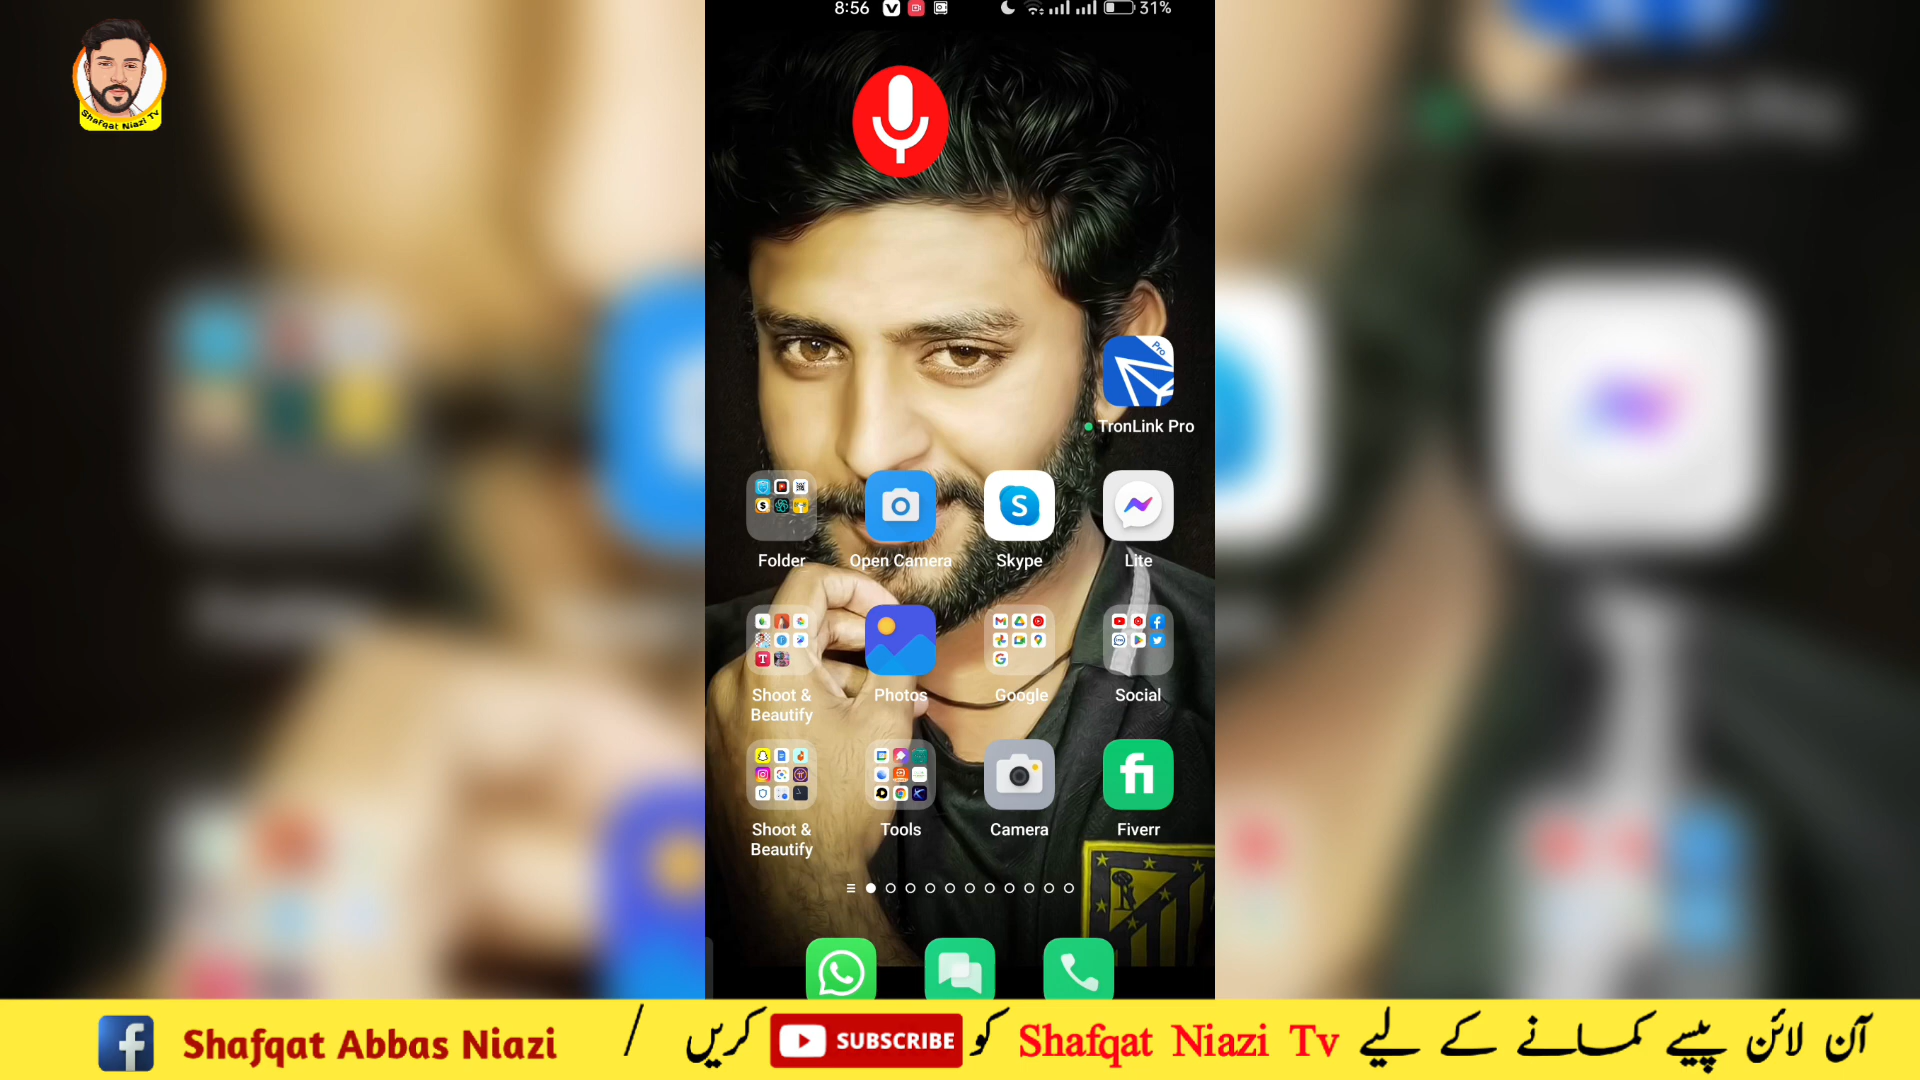 8:56
31%
Shafqat Niazi Tv
Pro
TronLink Pro
Folder
Open Camera
Skype
Lite
Shoot &
Beautify
Photos
Google
Social
Shoot &
Beautify
Tools
Camera
Fiverr
آن لائن پیسے کمانے کے لیے Shafqat Niazi Tv کو SUBSCRIBE کریں / Shafqat Abbas Niazi